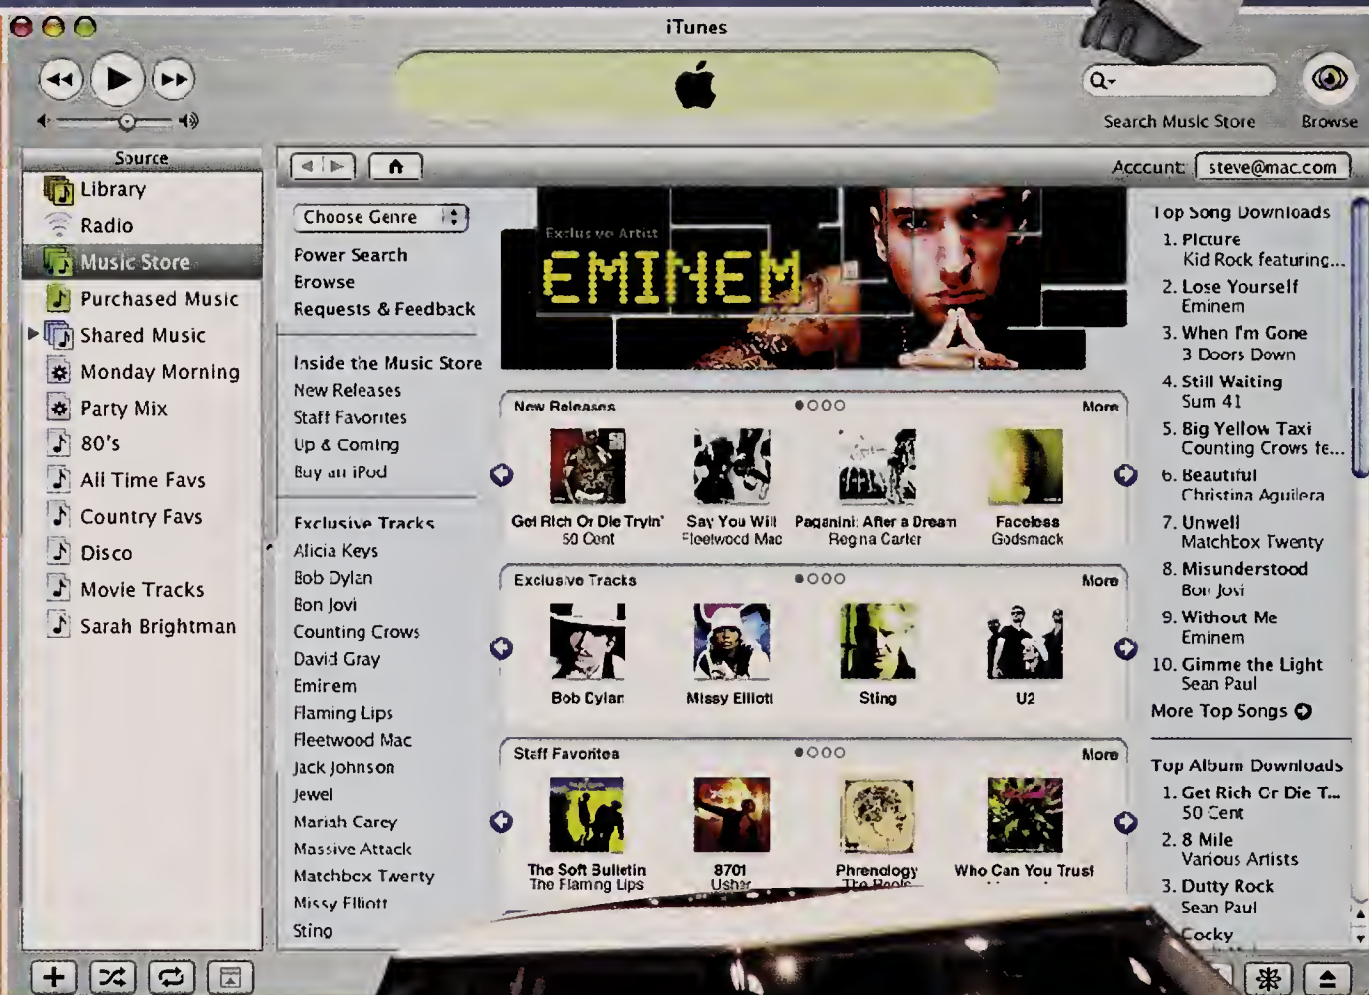 iTunes
Search Music Store
Browse
Source
Library
Radio
Music Store
Purchased Music
Shared Music
Monday Morning
Party Mix
80's
All Time Favs
Country Favs
Disco
Movie Tracks
Sarah Brightman
Account: steve@mac.com
Choose Genre
Power Search
Browse
Requests & Feedback
Inside the Music Store
New Releases
Staff Favorites
Up & Coming
Buy an iPod
Exclusive Tracks
Alicia Keys
Bob Dylan
Bon Jovi
Counting Crows
David Gray
Eminem
Flaming Lips
Fleetwood Mac
Jack Johnson
Jewel
Mariah Carey
Massive Attack
Matchbox Twenty
Missy Elliott
Sting
Exclusive Artist
EMINEM
New Releases
More
Get Rich Or Die Tryin'
50 Cent
Say You Will
Fleetwood Mac
Paganini: After a Dream
Regina Carter
Faceless
Godsmack
Exclusive Tracks
More
Bob Dylan
Missy Elliott
Sting
U2
Staff Favorites
More
The Soft Bulletin
The Flaming Lips
8701
Usher
Phrenology
The Roots
Who Can You Trust
Top Song Downloads
1. Picture
Kid Rock featuring...
2. Lose Yourself
Eminem
3. When I'm Gone
3 Doors Down
4. Still Waiting
Sum 41
5. Big Yellow Taxi
Counting Crows fe...
6. Beautiful
Christina Aguilera
7. Unwell
Matchbox Twenty
8. Misunderstood
Bon Jovi
9. Without Me
Eminem
10. Gimme the Light
Sean Paul
More Top Songs
Top Album Downloads
1. Get Rich Or Die T...
50 Cent
2. 8 Mile
Various Artists
3. Dutty Rock
Sean Paul
Cocky